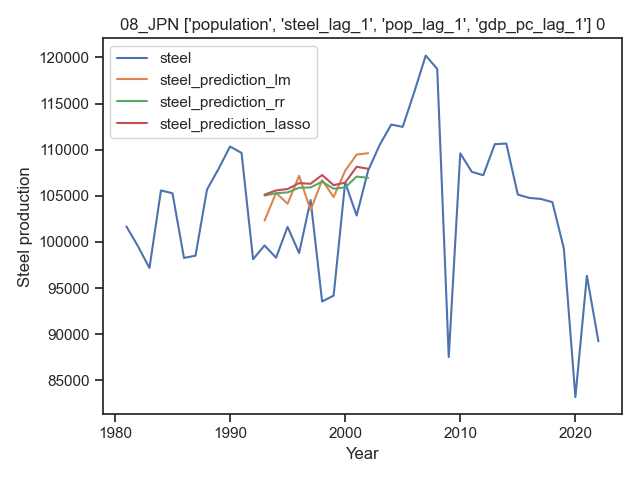 08_JPN ['population', 'steel_lag_1', 'pop_lag_1', 'gdp_pc_lag_1'] 0
steel
steel_prediction_lm
steel_prediction_rr
steel_prediction_lasso
Steel production
120000
115000
110000
105000
100000
95000
90000
85000
1980 1990 2000 2010 2020
Year